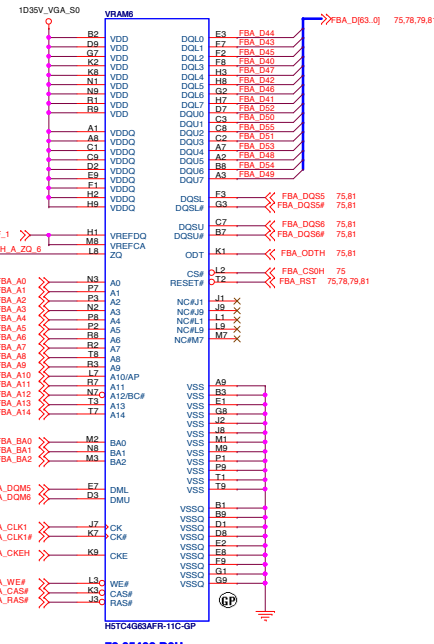 1D35V_VGA_S0
VRAM6
FBA_D[63..0] 75,78,79,81
B2 VDD DQL0 E3 FBA_D44
D9 VDD DQL1 F7 FBA_D43
G7 VDD DQL2 F2 FBA_D45
K2 VDD DQL3 F8 FBA_D40
K8 VDD DQL4 H3 FBA_D47
N1 VDD DQL5 H8 FBA_D42
N9 VDD DQL6 G2 FBA_D46
R1 VDD DQL7 H7 FBA_D41
R9 VDD DQU0 D7 FBA_D52
DQU1 C3 FBA_D50
A1 VDDQ DQU2 C8 FBA_D55
A8 VDDQ DQU3 C2 FBA_D51
C1 VDDQ DQU4 A7 FBA_D53
C9 VDDQ DQU5 A2 FBA_D48
D2 VDDQ DQU6 B8 FBA_D54
E9 VDDQ DQU7 A3 FBA_D49
F1 VDDQ
H2 VDDQ DQSL F3 FBA_DQS5 75,81
H9 VDDQ DQSL# G3 FBA_DQS5# 75,81
DQSU C7 FBA_DQS6 75,81
_1 H1 VREFDQ DQSU# B7 FBA_DQS6# 75,81
M8 VREFCA
H_A_ZQ_6 L8 ZQ ODT K1 FBA_ODTH 75,81
CS# L2 FBA_CS0H 75
RESET# T2 FBA_RST 75,78,79,81
FBA_A0 N3 A0
FBA_A1 P7 A1 NC#J1 J1
FBA_A2 P3 A2 NC#J9 J9
FBA_A3 N2 A3 NC#L1 L1
FBA_A4 P8 A4 NC#L9 L9
FBA_A5 P2 A5 NC#M7 M7
FBA_A6 R8 A6
FBA_A7 R2 A7
FBA_A8 T8 A8
FBA_A9 R3 A9
FBA_A10 L7 A10/AP
FBA_A11 R7 A11 VSS A9
FBA_A12 N7 A12/BC# VSS B3
FBA_A13 T3 A13 VSS E1
FBA_A14 T7 A14 VSS G8
VSS J2
VSS J8
FBA_BA0 M2 BA0 VSS M1
FBA_BA1 N8 BA1 VSS M9
FBA_BA2 M3 BA2 VSS P1
VSS P9
VSS T1
A_DQM5 E7 DML VSS T9
A_DQM6 D3 DMU
VSSQ B1
VSSQ B9
A_CLK1 J7 CK VSSQ D1
A_CLK1# K7 CK# VSSQ D8
VSSQ E2
A_CKEH K9 CKE VSSQ E8
VSSQ F9
VSSQ G1
A_WE# L3 WE# VSSQ G9
A_CAS# K3 CAS#
A_RAS# J3 RAS#
GP
H5TC4G63AFR-11C-GP